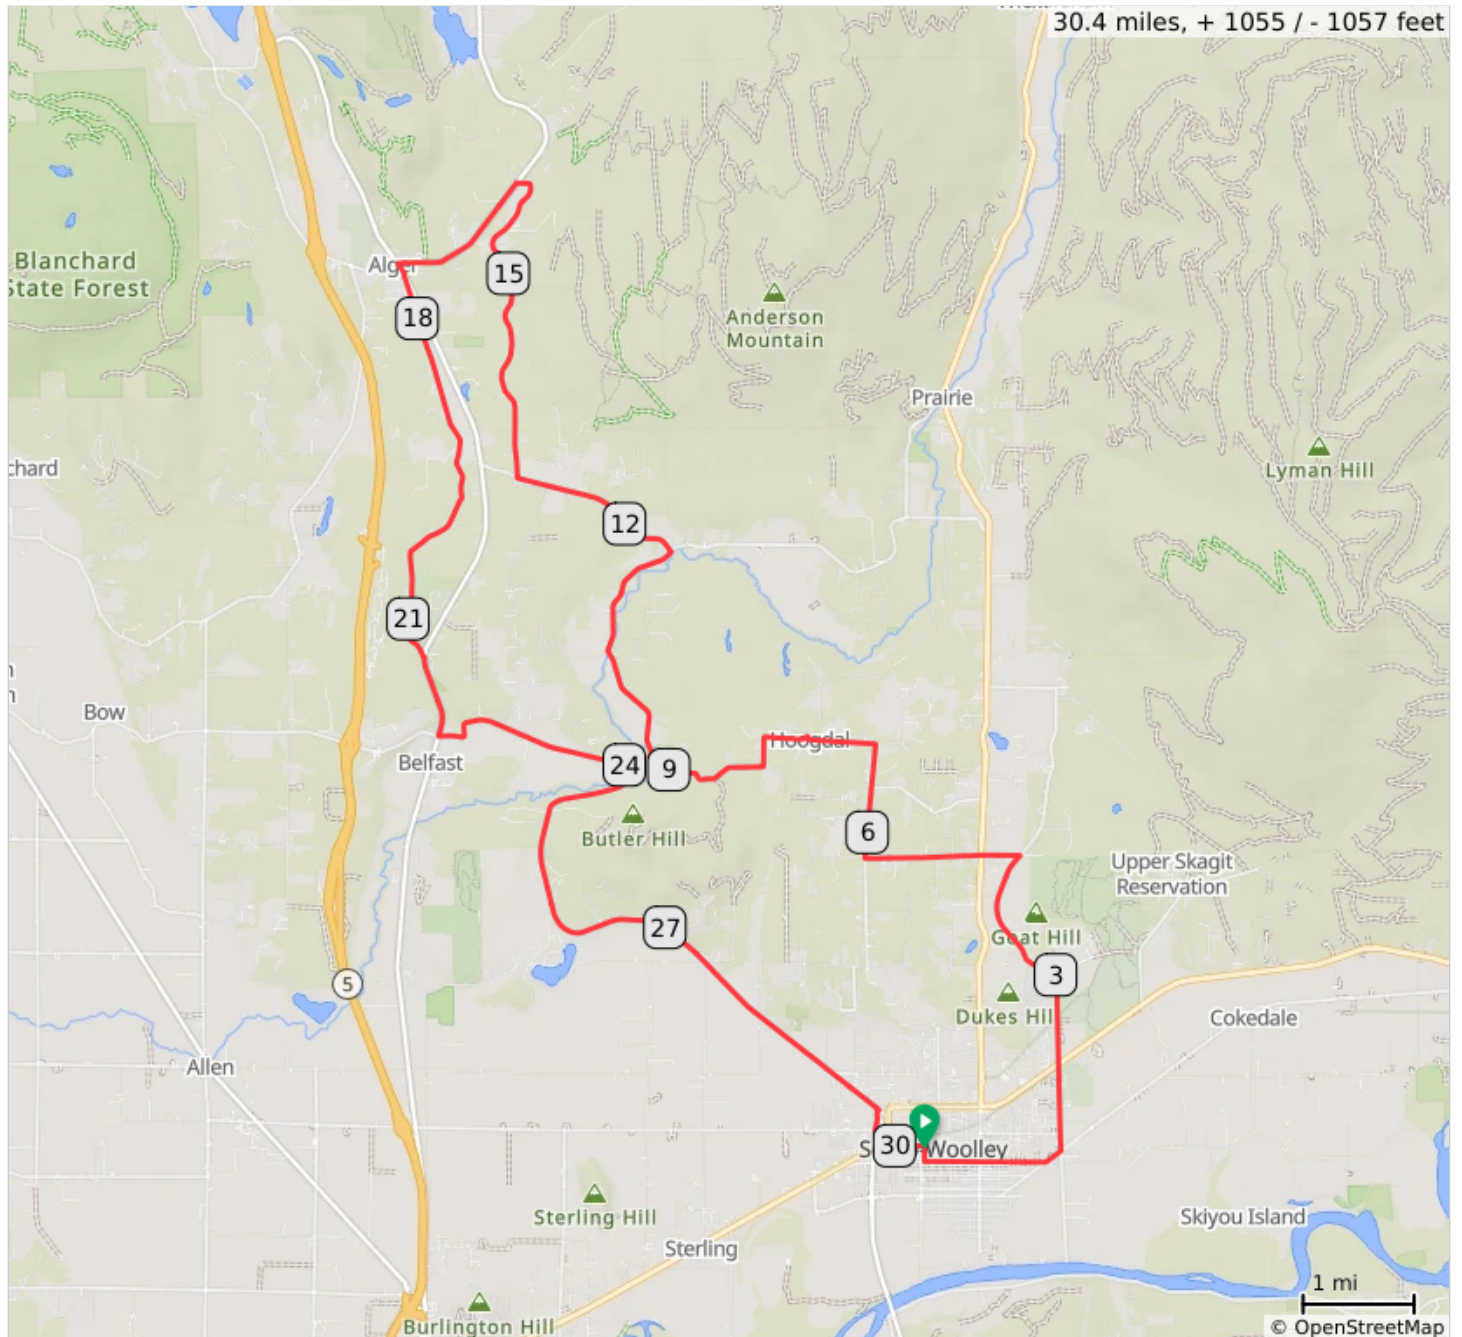 30.4 miles, + 1055 / - 1057 feet
Blanchard
State Forest
Alger
15
18
Anderson
Mountain
Prairie
Lyman Hill
chard
12
21
Bow
Hoogdal
Belfast
24
9
6
Butler Hill
Upper Skagit
Reservation
27
Goat Hill
3
5
Dukes Hill
Cokedale
Allen
30
Woolley
Sterling Hill
Skiyou Island
Sterling
1 mi
Burlington Hill
© OpenStreetMap